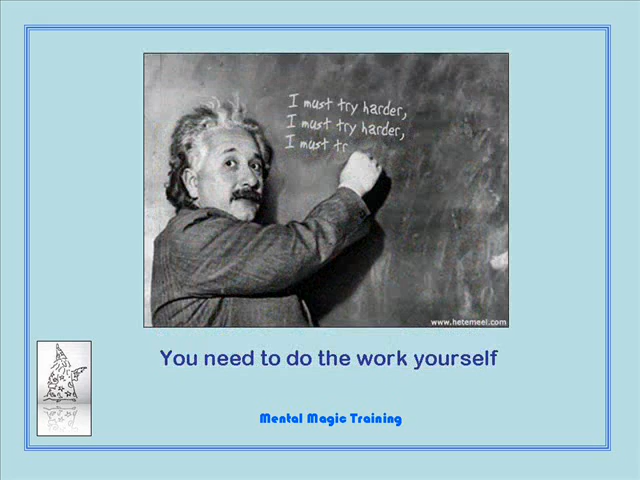 I must try harder,
I must try harder,
I must tr
www.hetemeel.com
You need to do the work yourself
Mental Magic Training